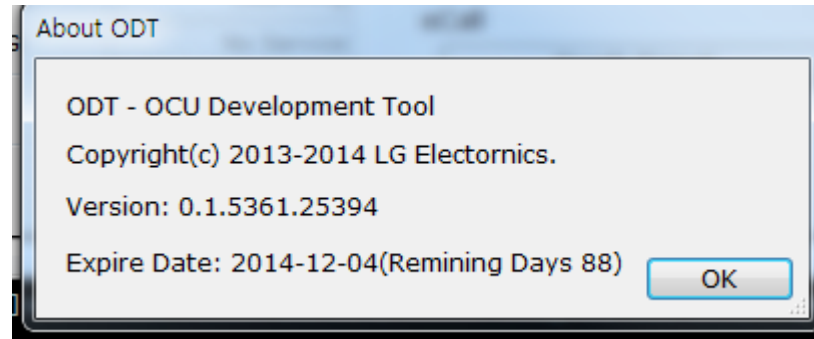 About ODT
ODT - OCU Development Tool
Copyright(c) 2013-2014 LG Electornics.
Version: 0.1.5361.25394
Expire Date: 2014-12-04(Remining Days 88)
OK